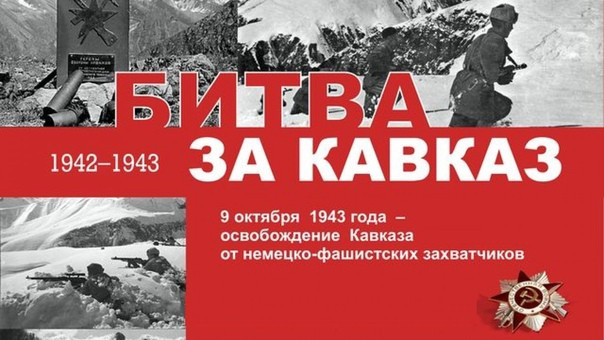 БИТВА
1942–1943
ЗА КАВКАЗ
9 октября 1943 года –
освобождение Кавказа
от немецко-фашистских захватчиков